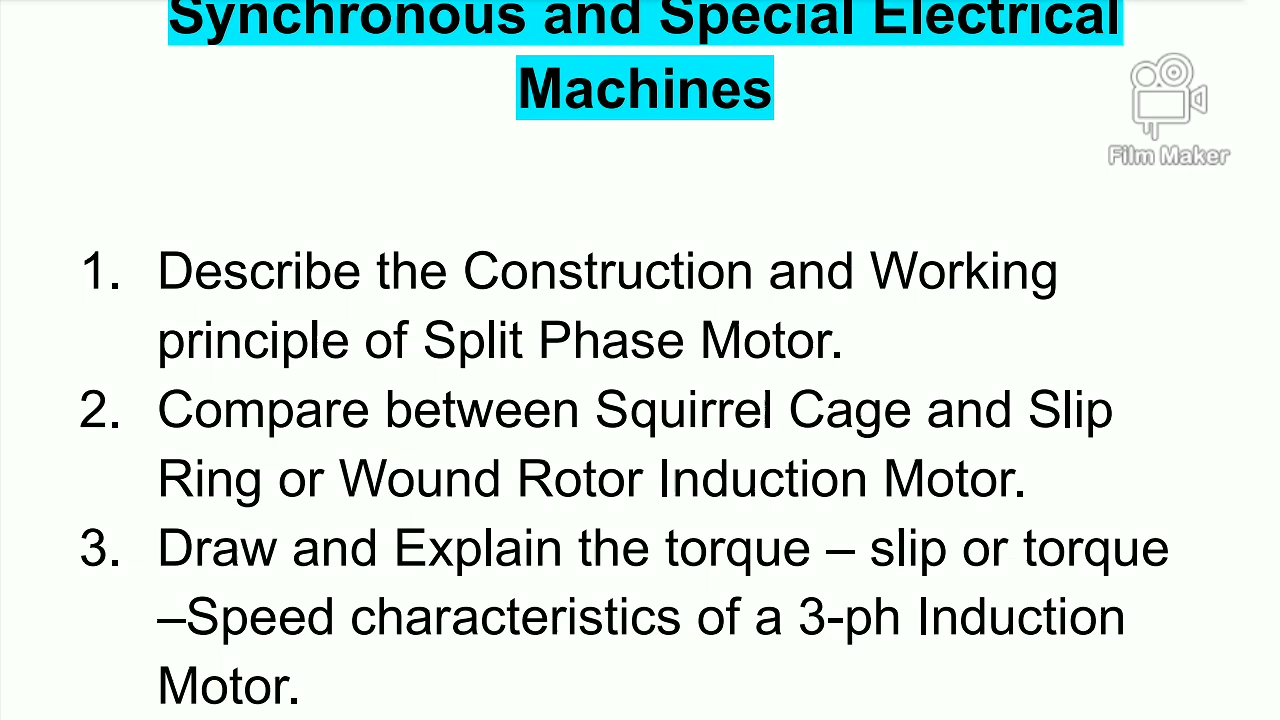 Synchronous and Special Electrical
Machines
Film Maker
1. Describe the Construction and Working
principle of Split Phase Motor.
2. Compare between Squirrel Cage and Slip
Ring or Wound Rotor Induction Motor.
3. Draw and Explain the torque – slip or torque
–Speed characteristics of a 3-ph Induction
Motor.